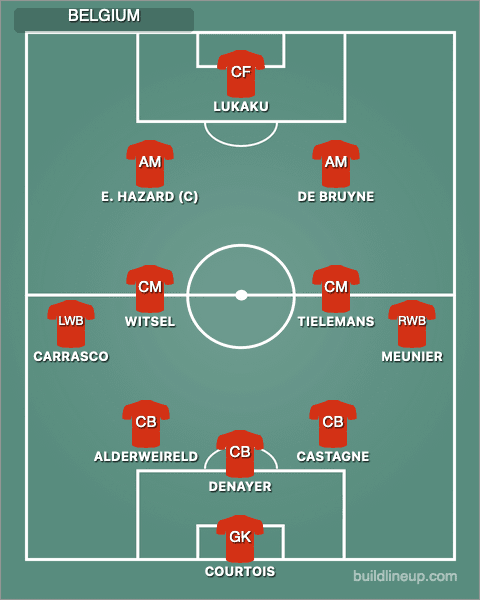 BELGIUM
CF
LUKAKU
AM
AM
E. HAZARD (C)
DE BRUYNE
CM
CM
WITSEL
TIELEMANS
LWB
RWB
CARRASCO
MEUNIER
CB
CB
ALDERWEIRELD
CASTAGNE
CB
DENAYER
GK
COURTOIS
buildlineup.com